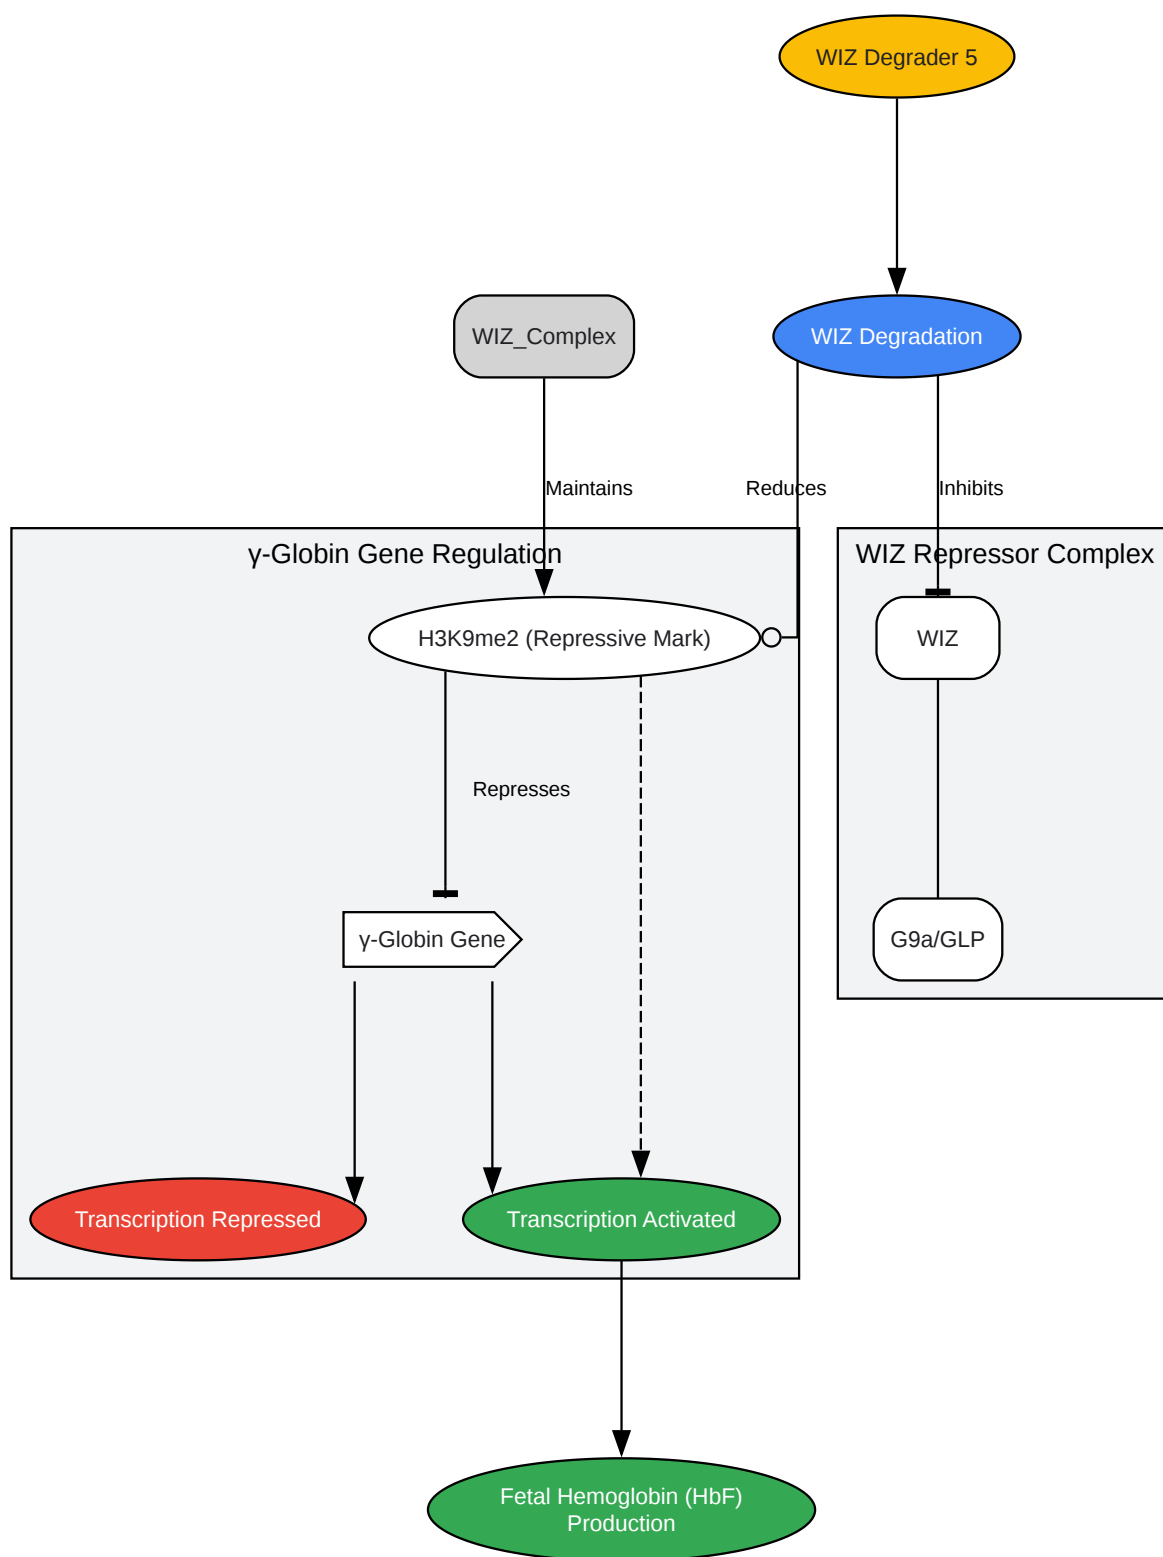 WIZ Degrader 5
WIZ_Complex
WIZ Degradation
Maintains
Reduces
Inhibits
γ-Globin Gene Regulation
WIZ Repressor Complex
H3K9me2 (Repressive Mark)
WIZ
Represses
γ-Globin Gene
G9a/GLP
Transcription Repressed
Transcription Activated
Fetal Hemoglobin (HbF)
Production